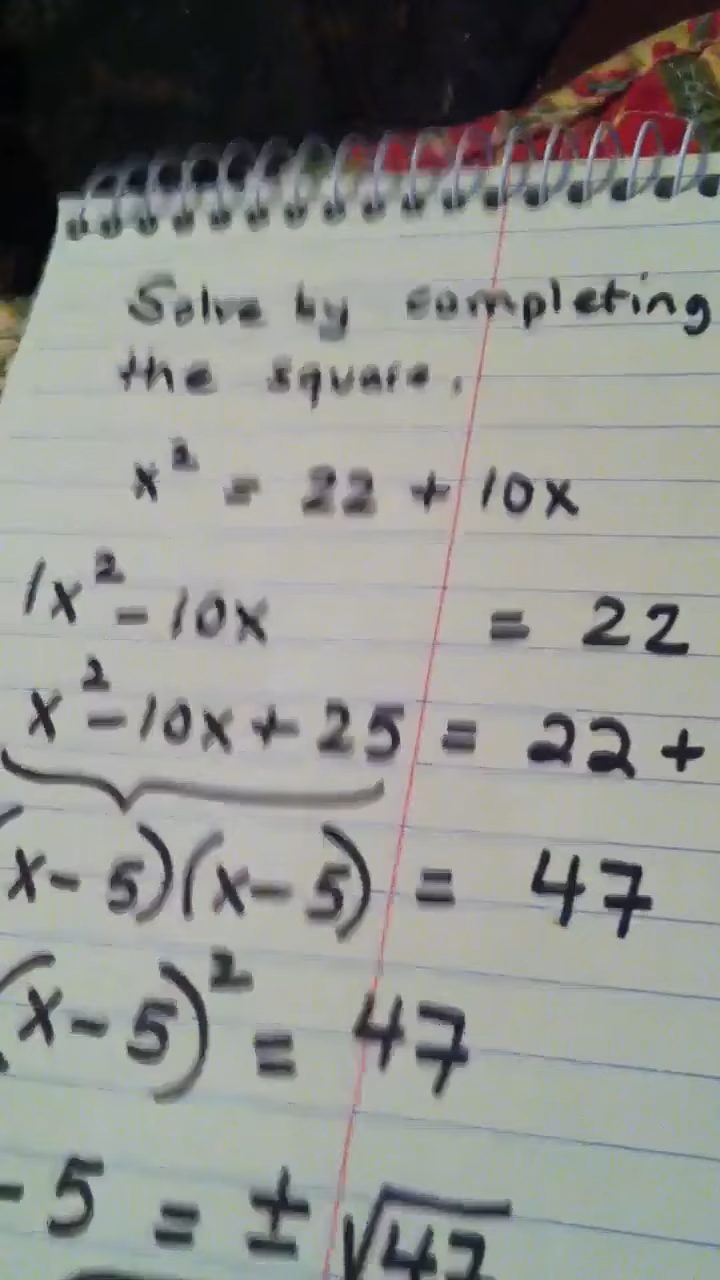 Solve by completing
the square.
x² = 22 + 10x
1x² - 10x = 22
x² - 10x + 25 = 22 +
(x - 5)(x - 5) = 47
(x - 5)² = 47
- 5 = ± √47